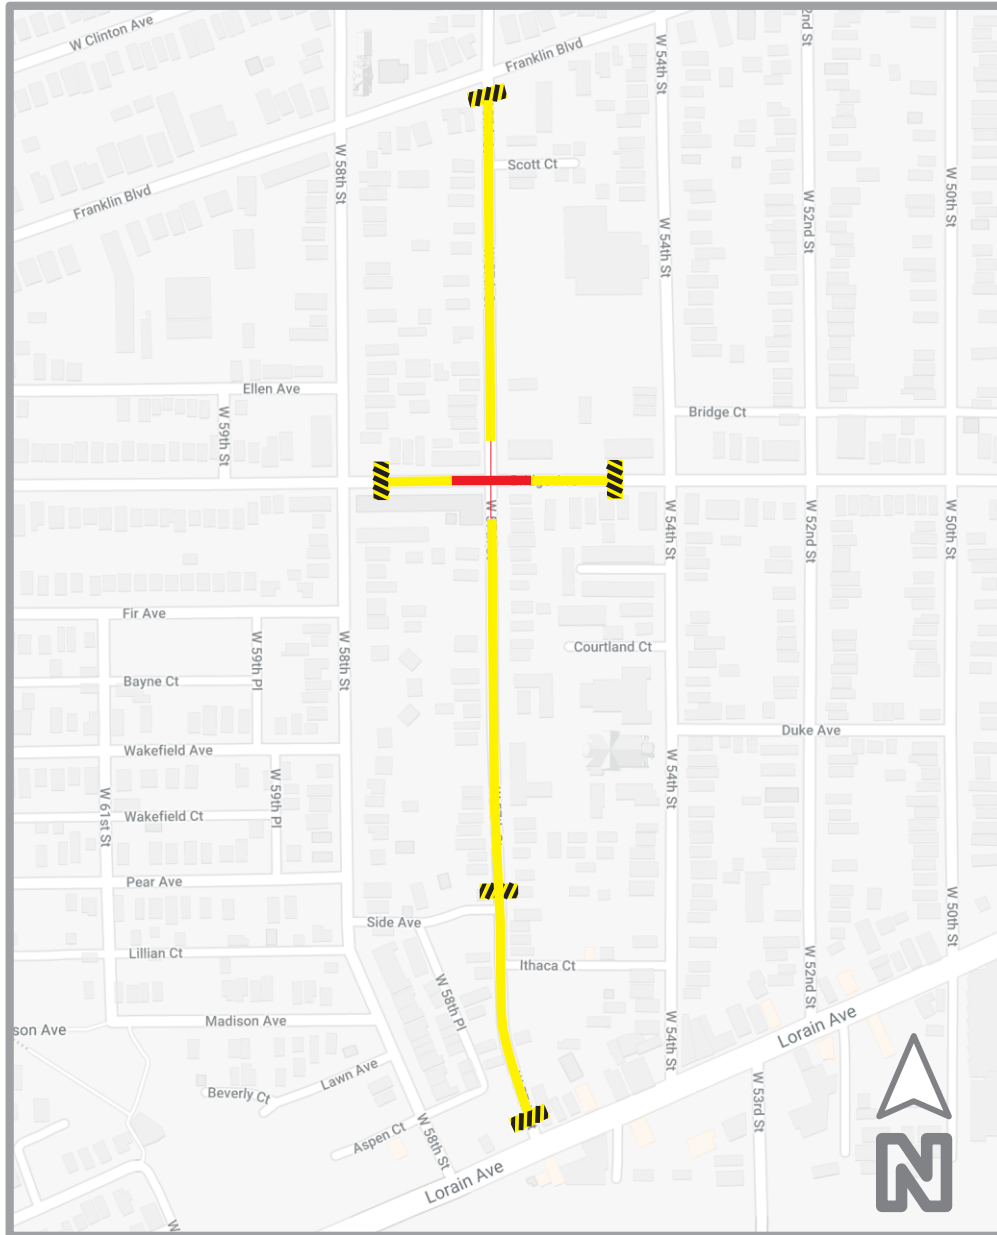 W Clinton Ave
Franklin Blvd
W 54th St
2nd St
W 58th St
Scott Ct
W 50th St
Franklin Blvd
W 52nd St
W 54th St
Ellen Ave
Bridge Ct
W 59th St
W 54th St
W 52nd St
W 50th St
Fir Ave
W 59th Pl
W 58th St
Courtland Ct
Bayne Ct
Duke Ave
Wakefield Ave
W 54th St
W 59th Pl
W 61st St
Wakefield Ct
Pear Ave
W 50th St
Side Ave
Lillian Ct
Ithaca Ct
W 52nd St
W 58th Pl
Madison Ave
son Ave
W 54th St
Lorain Ave
Lawn Ave
Beverly Ct
W 53rd St
Aspen Ct
W 58th St
Lorain Ave
N
W